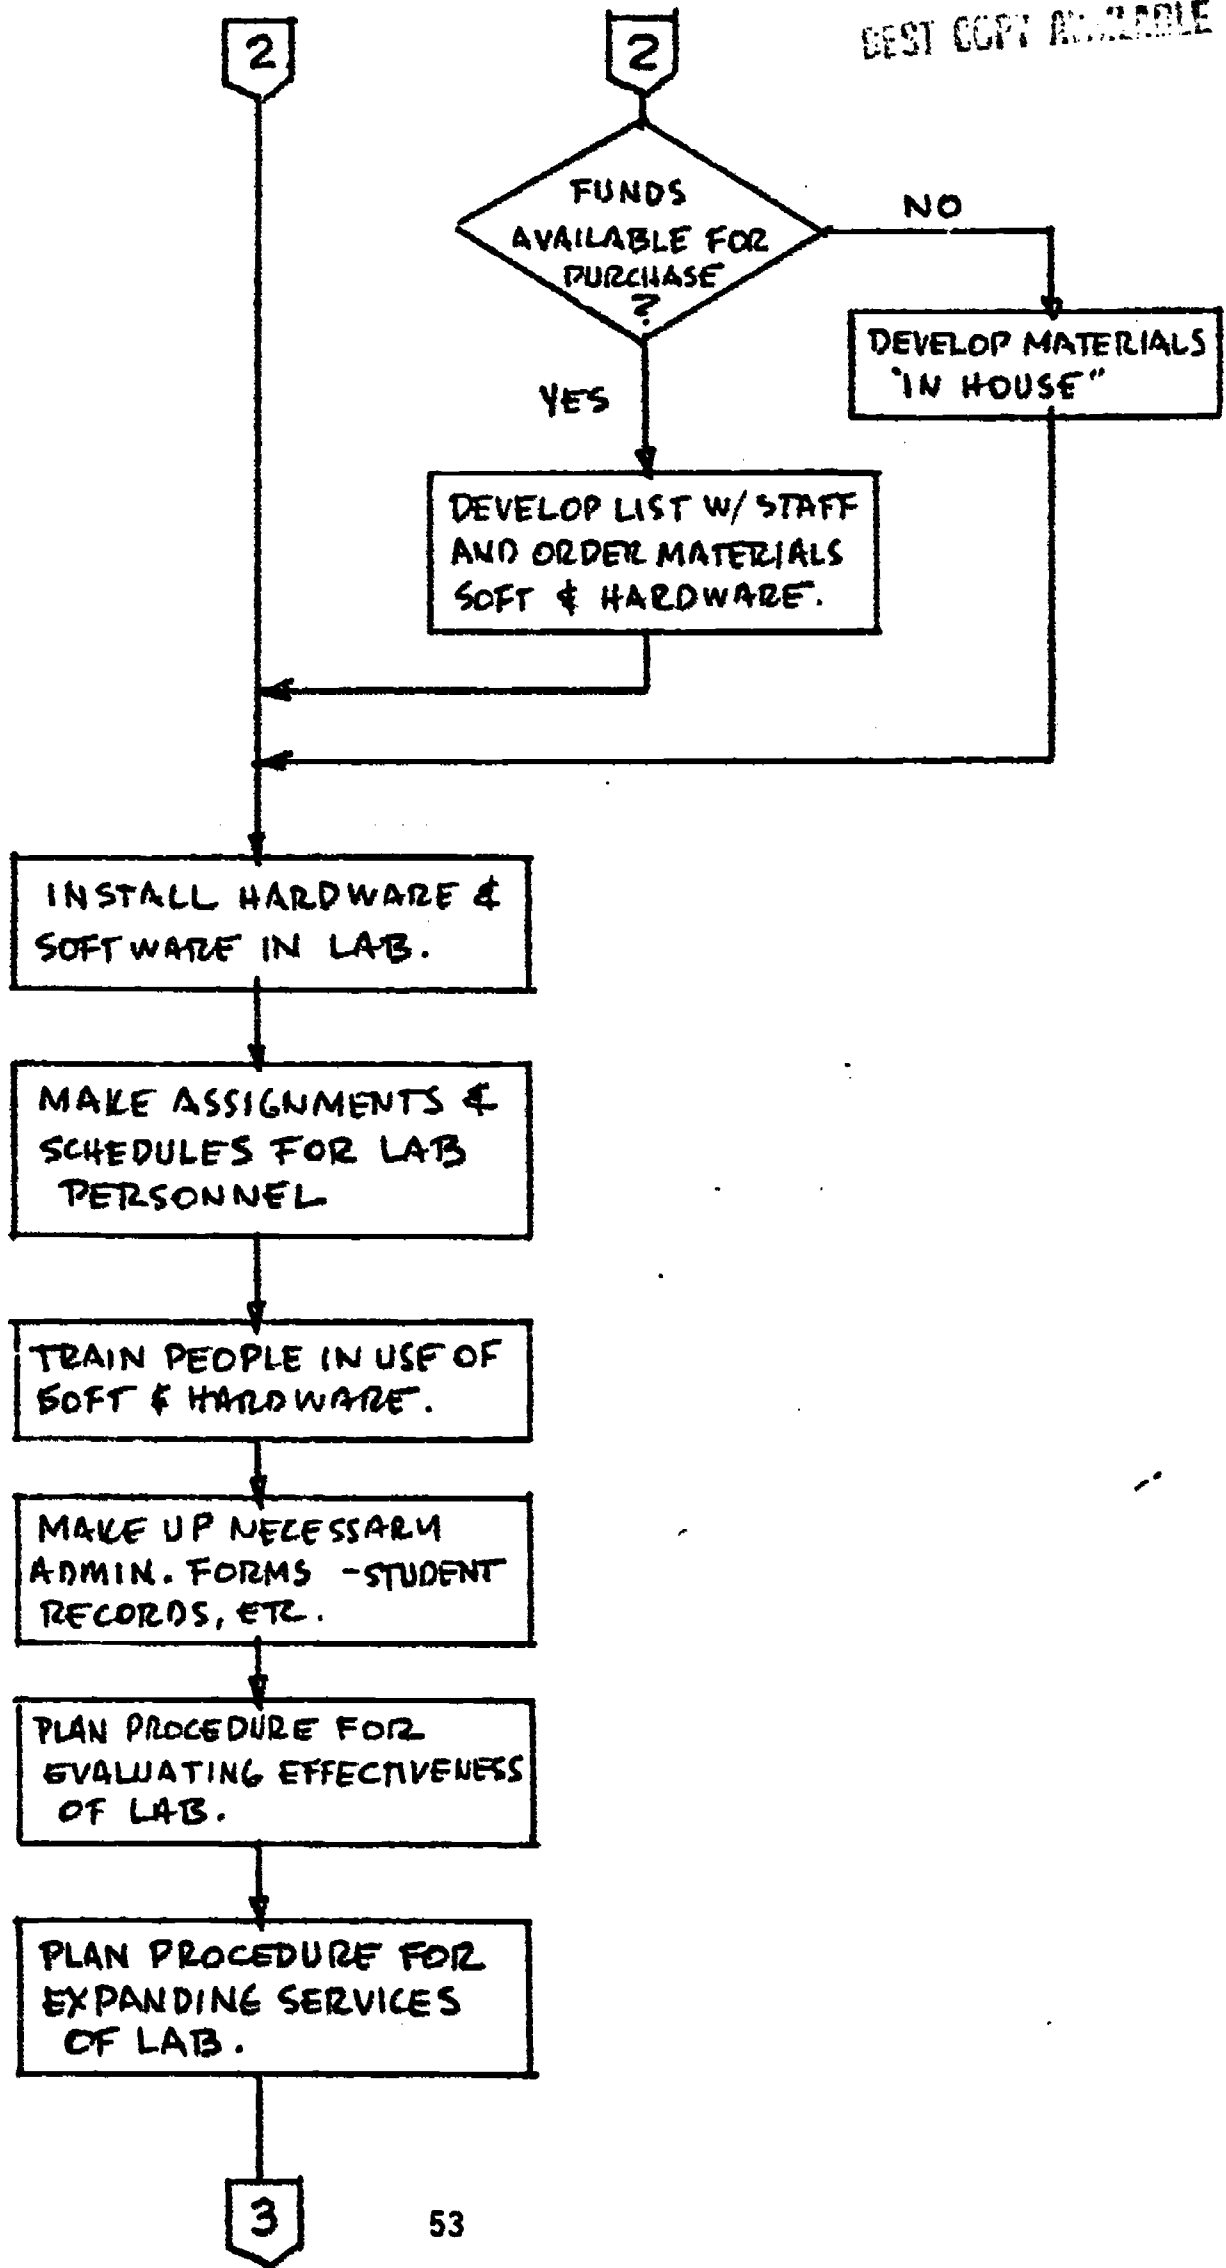 BEST COPY AVAILABLE
2
2
FUNDS
AVAILABLE FOR
PURCHASE
?
NO
DEVELOP MATERIALS
"IN HOUSE"
YES
DEVELOP LIST W/ STAFF
AND ORDER MATERIALS
SOFT & HARDWARE.
INSTALL HARDWARE &
SOFTWARE IN LAB.
MAKE ASSIGNMENTS &
SCHEDULES FOR LAB
PERSONNEL
TRAIN PEOPLE IN USE OF
SOFT & HARDWARE.
MAKE UP NECESSARY
ADMIN. FORMS - STUDENT
RECORDS, ETC.
PLAN PROCEDURE FOR
EVALUATING EFFECTIVENESS
OF LAB.
PLAN PROCEDURE FOR
EXPANDING SERVICES
OF LAB.
3
53